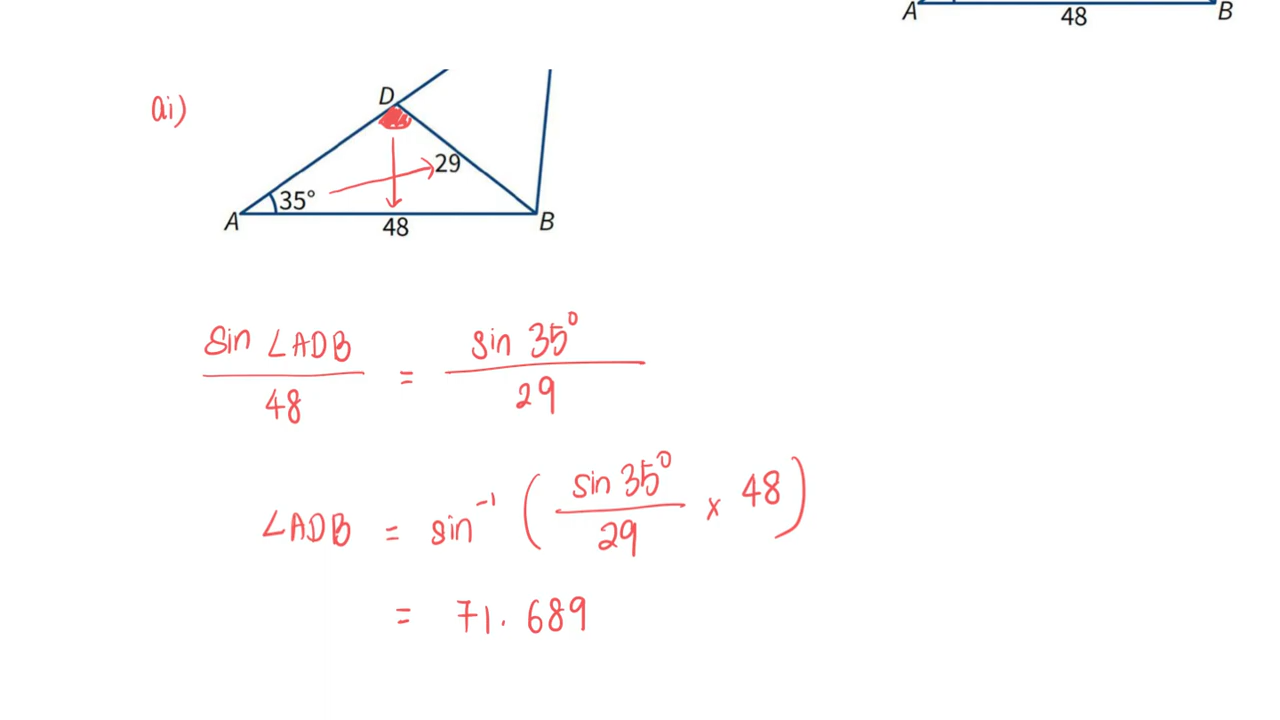 A 48 B
ai)
D
29
35°
A B
48
sin ∠ADB / 48 = sin 35° / 29
∠ADB = sin⁻¹ ( sin 35° / 29 × 48 )
= 71.689